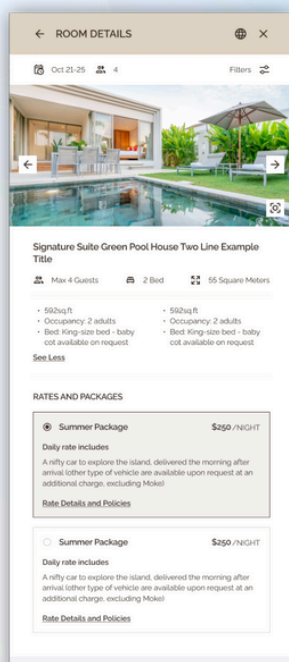 ROOM DETAILS
Oct 21-25 4 Filters
Signature Suite Green Pool House Two Line Example
Title
Max 4 Guests 2 Bed 55 Square Meters
• 592sq.ft
• Occupancy: 2 adults
• Bed: King-size bed - baby
cot available on request
• 592sq.ft
• Occupancy: 2 adults
• Bed: King-size bed - baby
cot available on request
See Less
RATES AND PACKAGES
Summer Package $250/NIGHT
Daily rate includes
A nifty car to explore the island, delivered the morning after
arrival (other type of vehicle are available upon request at an
additional charge, excluding Moke)
Rate Details and Policies
Summer Package $250/NIGHT
Daily rate includes
A nifty car to explore the island, delivered the morning after
arrival (other type of vehicle are available upon request at an
additional charge, excluding Moke)
Rate Details and Policies